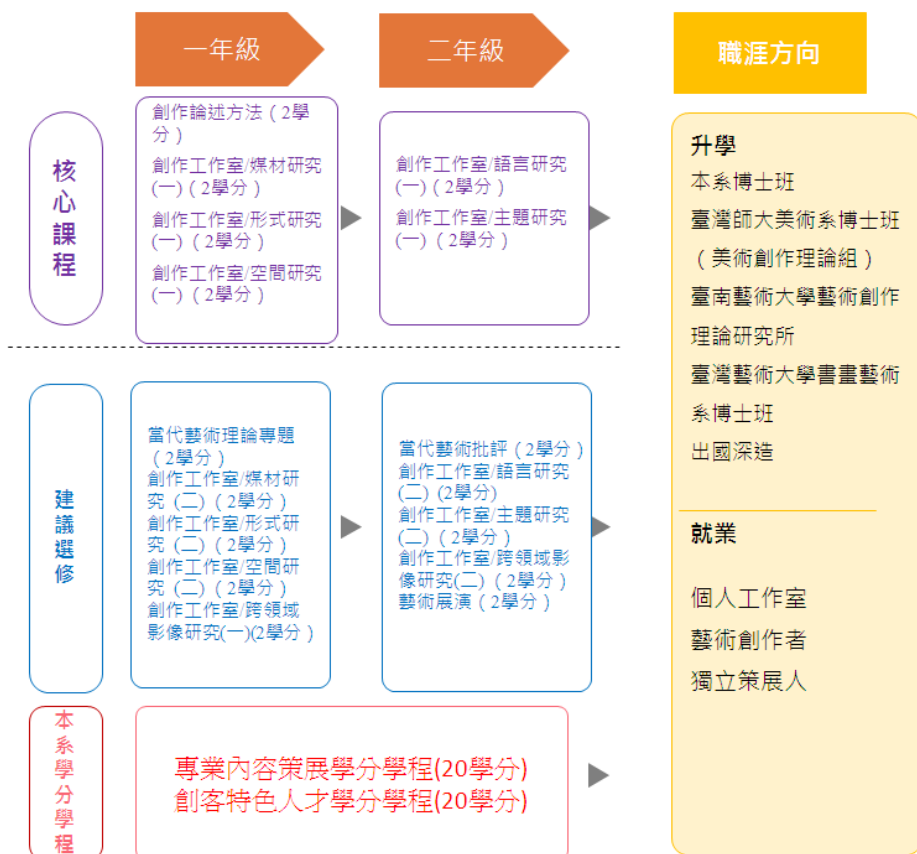 一年級
二年級
職涯方向
核心課程
創作論述方法（2學
分）
創作工作室/媒材研究
(一)（2學分）
創作工作室/形式研究
(一)（2學分）
創作工作室/空間研究
(一)（2學分）
創作工作室/語言研究
(一)（2學分）
創作工作室/主題研究
(一)（2學分）
建議選修
當代藝術理論專題
（2學分）
創作工作室/媒材研
究 (二)（2學分）
創作工作室/形式研
究 (二)（2學分）
創作工作室/空間研
究 (二)（2學分）
創作工作室/跨領域
影像研究(一)(2學分）
當代藝術批評（2學分）
創作工作室/語言研究
(二) (2學分)
創作工作室/主題研究
(二)（2學分）
創作工作室/跨領域影
像研究(二)（2學分）
藝術展演（2學分）
本系學分學程
專業內容策展學分學程(20學分)
創客特色人才學分學程(20學分)
升學
本系博士班
臺灣師大美術系博士班
（美術創作理論組）
臺南藝術大學藝術創作
理論研究所
臺灣藝術大學書畫藝術
系博士班
出國深造
就業
個人工作室
藝術創作者
獨立策展人